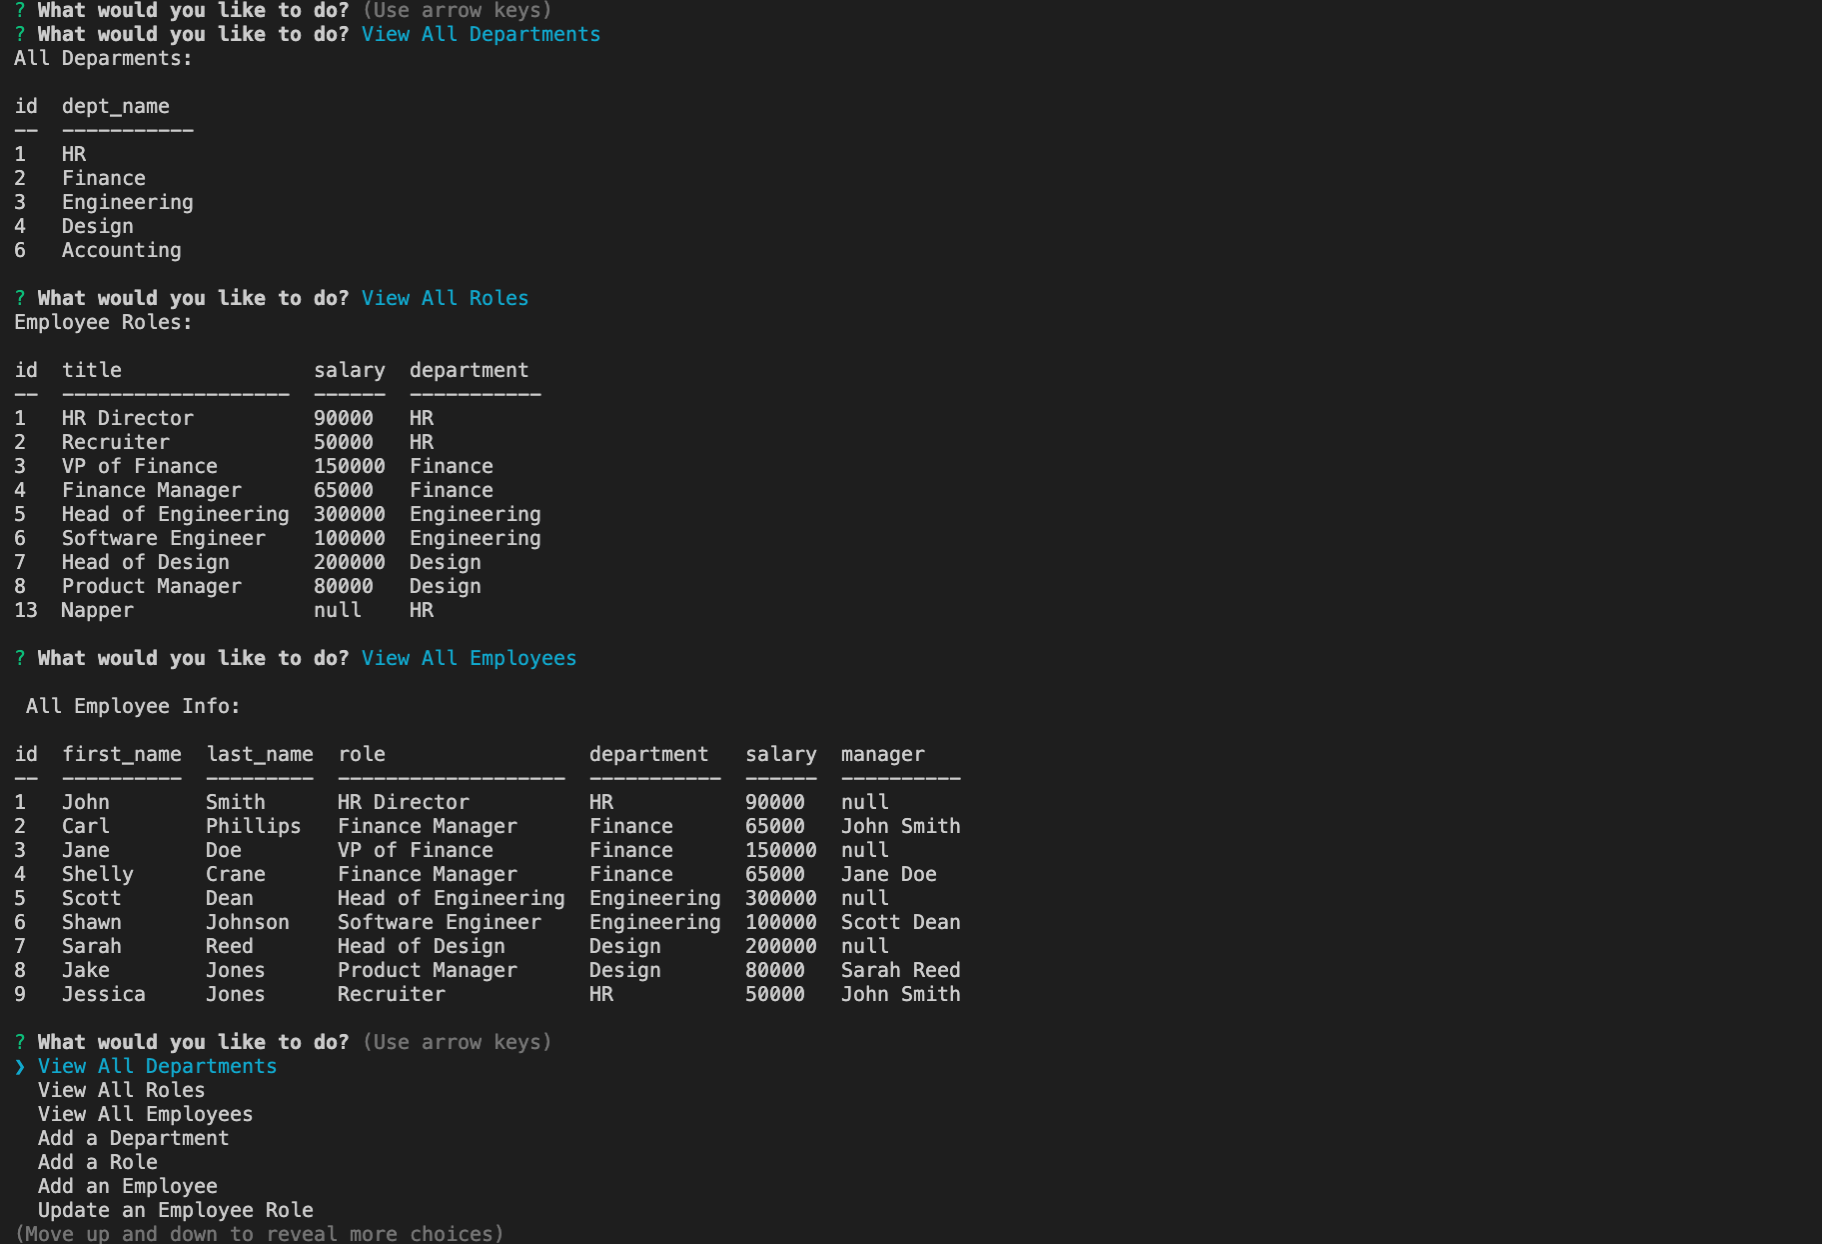 ? What would you like to do? (Use arrow keys)
? What would you like to do? View All Departments
All Deparments:

id  dept_name
--  -----------
1   HR
2   Finance
3   Engineering
4   Design
6   Accounting

? What would you like to do? View All Roles
Employee Roles:

id  title                salary  department
--  -------------------  ------  -----------
1   HR Director          90000   HR
2   Recruiter            50000   HR
3   VP of Finance        150000  Finance
4   Finance Manager      65000   Finance
5   Head of Engineering  300000  Engineering
6   Software Engineer    100000  Engineering
7   Head of Design       200000  Design
8   Product Manager      80000   Design
13  Napper               null    HR

? What would you like to do? View All Employees

 All Employee Info:

id  first_name  last_name  role                 department   salary  manager
--  ----------  ---------  -------------------  -----------  ------  ----------
1   John        Smith      HR Director          HR           90000   null
2   Carl        Phillips   Finance Manager      Finance      65000   John Smith
3   Jane        Doe        VP of Finance        Finance      150000  null
4   Shelly      Crane      Finance Manager      Finance      65000   Jane Doe
5   Scott       Dean       Head of Engineering  Engineering  300000  null
6   Shawn       Johnson    Software Engineer    Engineering  100000  Scott Dean
7   Sarah       Reed       Head of Design       Design       200000  null
8   Jake        Jones      Product Manager      Design       80000   Sarah Reed
9   Jessica     Jones      Recruiter            HR           50000   John Smith

? What would you like to do? (Use arrow keys)
❯ View All Departments
  View All Roles
  View All Employees
  Add a Department
  Add a Role
  Add an Employee
  Update an Employee Role
(Move up and down to reveal more choices)